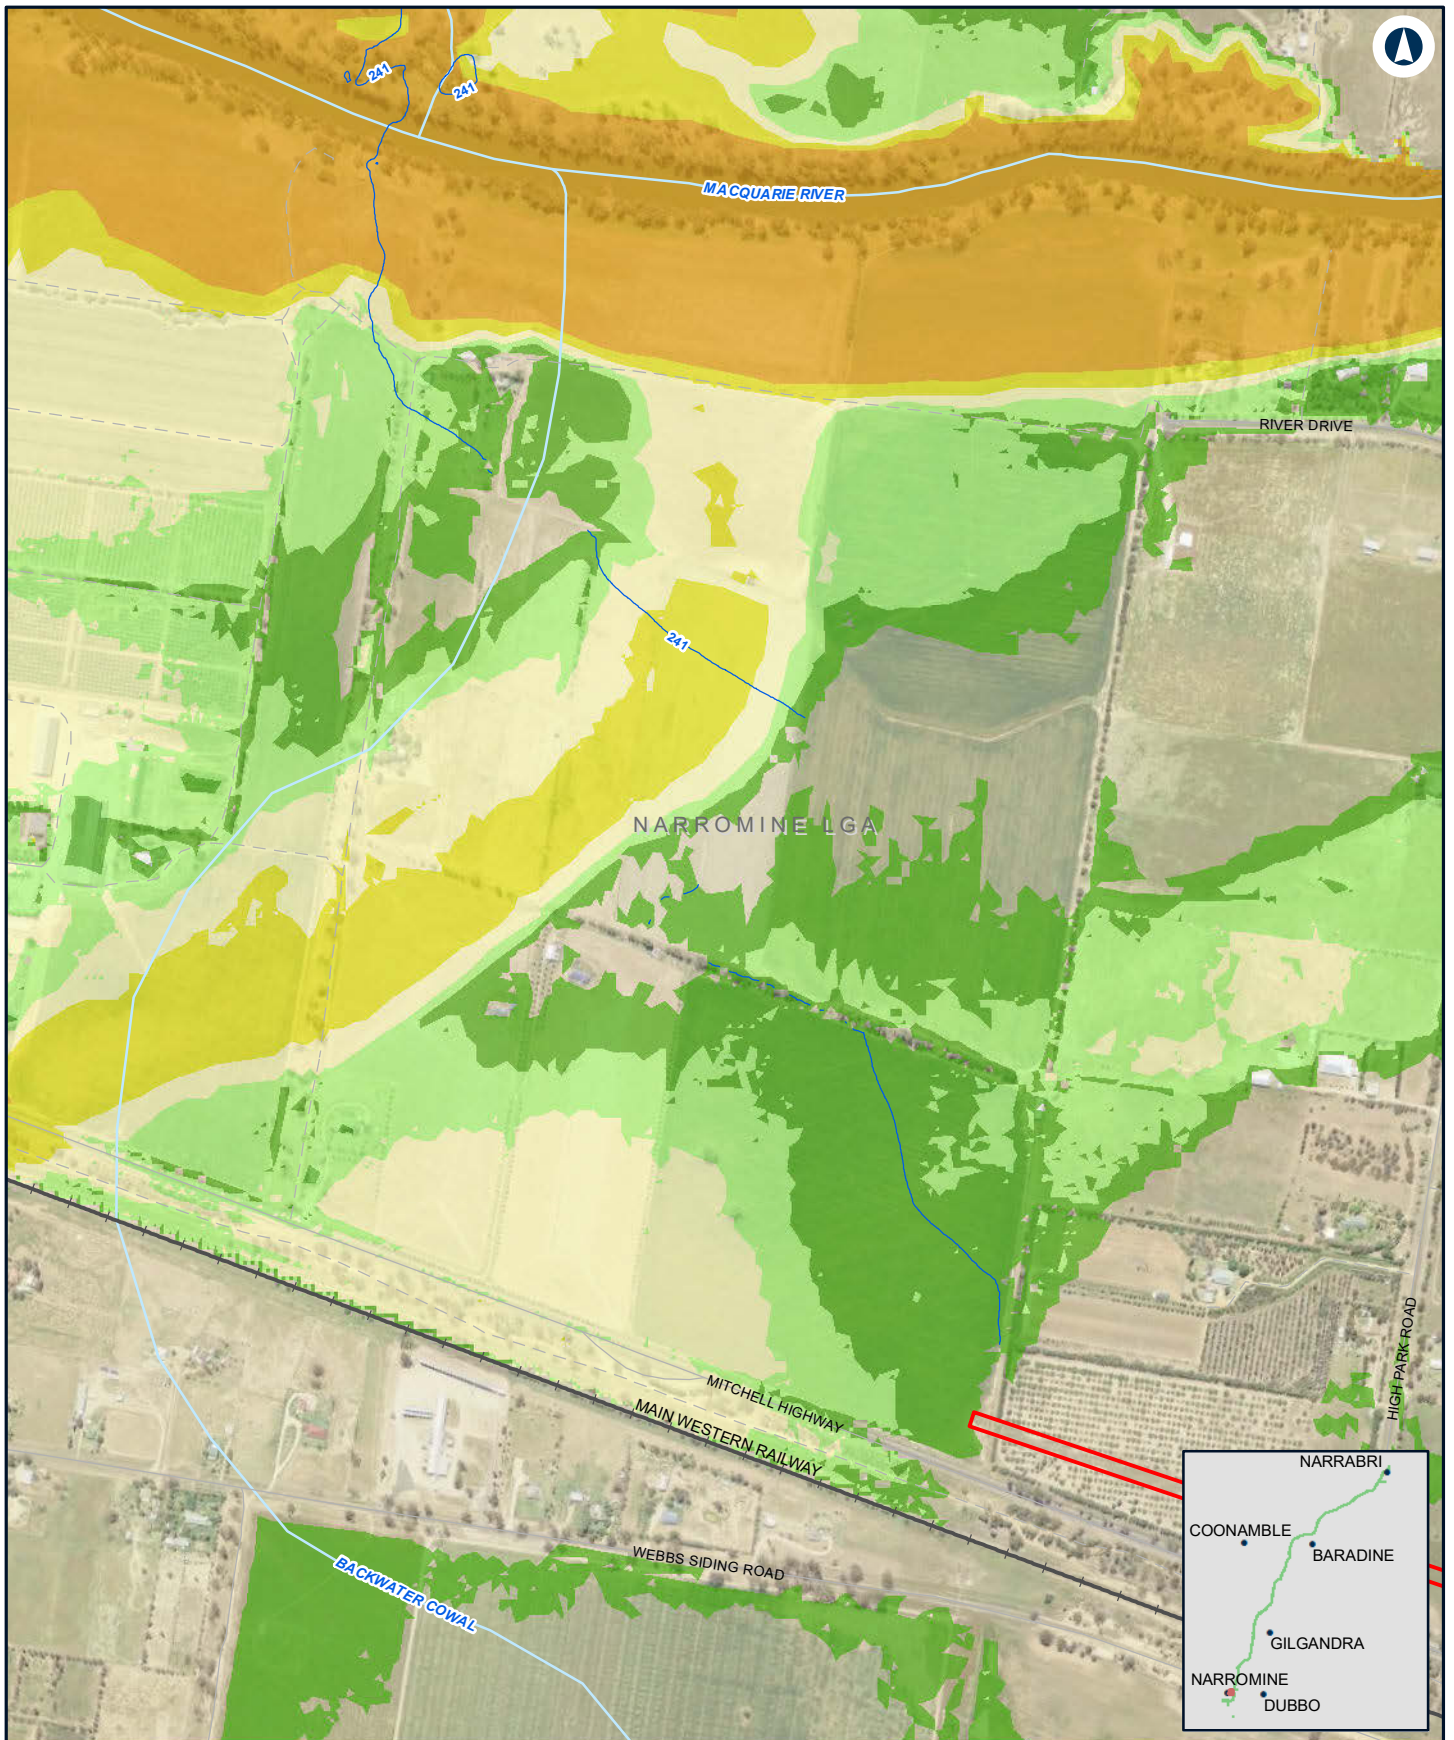 241
241
MACQUARIE RIVER
RIVER DRIVE
241
NARROMINE LGA
HIGH PARK ROAD
MITCHELL HIGHWAY
MAIN WESTERN RAILWAY
WEBBS SIDING ROAD
BACKWATER COWAL
NARRABRI
COONAMBLE
BARADINE
GILGANDRA
NARROMINE
DUBBO